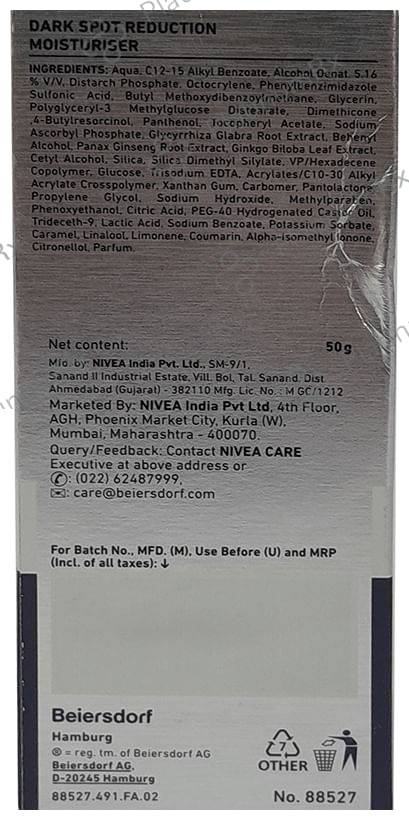 DARK SPOT REDUCTION
MOISTURISER
INGREDIENTS: Aqua, C12-15 Alkyl Benzoate, Alcohol Denat. 5.16
% V/V, Distarch Phosphate, Octocrylene, Phenylbenzimidazole
Sulfonic Acid, Butyl Methoxydibenzoylmethane, Glycerin,
Polyglyceryl-3 Methylglucose Distearate, Dimethicone
,4-Butylresorcinol, Panthenol, Tocopheryl Acetate, Sodium
Ascorbyl Phosphate, Glycyrrhiza Glabra Root Extract, Behenyl
Alcohol, Panax Ginseng Root Extract, Ginkgo Biloba Leaf Extract,
Cetyl Alcohol, Silica, Silica Dimethyl Silylate, VP/Hexadecene
Copolymer, Glucose, Trisodium EDTA, Acrylates/C10-30 Alkyl
Acrylate Crosspolymer, Xanthan Gum, Carbomer, Pantolactone
Propylene Glycol, Sodium Hydroxide, Methylparaben,
Phenoxyethanol, Citric Acid, PEG-40 Hydrogenated Castor Oil,
Trideceth-9, Lactic Acid, Sodium Benzoate, Potassium Sorbate,
Caramel, Linalool, Limonene, Coumarin, Alpha-isomethyl Ionone,
Citronellol, Parfum.
Net content: 50g
Mfd. by: NIVEA India Pvt. Ltd., SM-9/1,
Sanand II Industrial Estate, Vill. Bol, Tal. Sanand. Dist
Ahmedabad (Gujarat) - 382110 Mfg. Lic. No.: M GC/1212
Marketed By: NIVEA India Pvt Ltd, 4th Floor,
AGH, Phoenix Market City, Kurla (W),
Mumbai, Maharashtra - 400070.
Query/Feedback: Contact NIVEA CARE
Executive at above address or
✆: (022) 62487999,
✉: care@beiersdorf.com
For Batch No., MFD. (M), Use Before (U) and MRP
(Incl. of all taxes): ↓
Beiersdorf
Hamburg
® = reg. tm. of Beiersdorf AG
Beiersdorf AG,
D-20245 Hamburg
88527.491.FA.02
7
OTHER
No. 88527